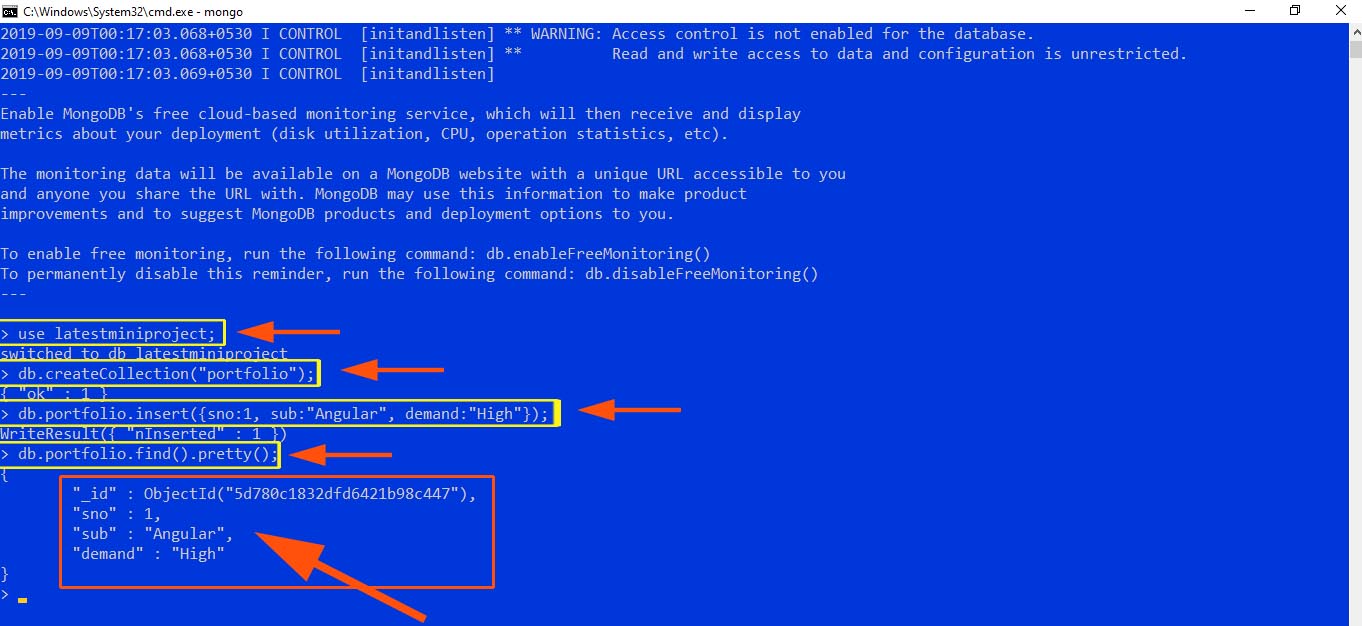 C:\Windows\System32\cmd.exe - mongo
2019-09-09T00:17:03.068+0530 I CONTROL  [initandlisten] ** WARNING: Access control is not enabled for the database.
2019-09-09T00:17:03.068+0530 I CONTROL  [initandlisten] **          Read and write access to data and configuration is unrestricted.
2019-09-09T00:17:03.069+0530 I CONTROL  [initandlisten]
---
Enable MongoDB's free cloud-based monitoring service, which will then receive and display
metrics about your deployment (disk utilization, CPU, operation statistics, etc).
The monitoring data will be available on a MongoDB website with a unique URL accessible to you
and anyone you share the URL with. MongoDB may use this information to make product
improvements and to suggest MongoDB products and deployment options to you.
To enable free monitoring, run the following command: db.enableFreeMonitoring()
To permanently disable this reminder, run the following command: db.disableFreeMonitoring()
---
> use latestminiproject;
switched to db latestminiproject
> db.createCollection("portfolio");
{ "ok" : 1 }
> db.portfolio.insert({sno:1, sub:"Angular", demand:"High"});
WriteResult({ "nInserted" : 1 })
> db.portfolio.find().pretty();
{
"_id" : ObjectId("5d780c1832dfd6421b98c447"),
"sno" : 1,
"sub" : "Angular",
"demand" : "High"
}
>